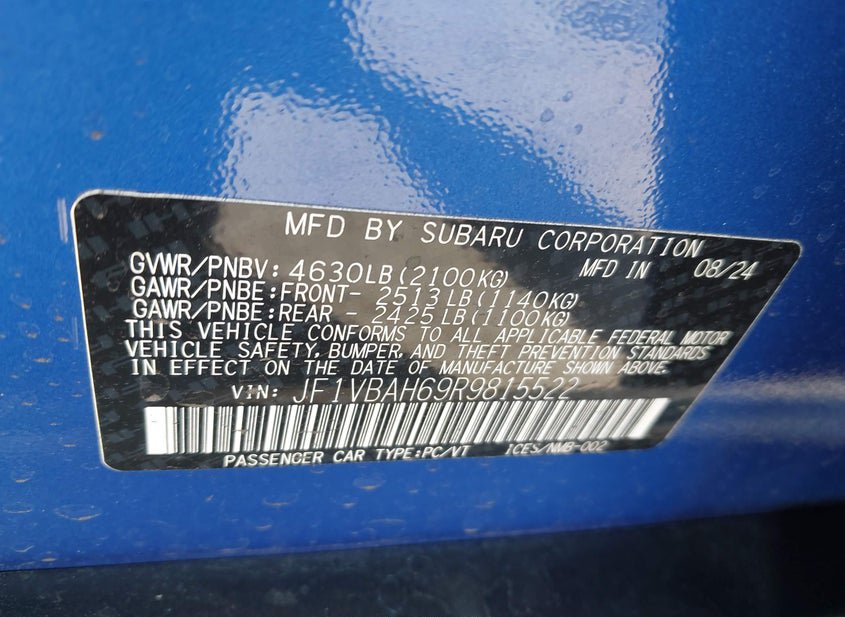 MFD BY SUBARU CORPORATION
GVWR/PNBV: 4630LB(2100KG) MFD IN 08/24
GAWR/PNBE:FRONT- 2513LB(1140KG)
GAWR/PNBE:REAR - 2425LB(1100KG)
THIS VEHICLE CONFORMS TO ALL APPLICABLE FEDERAL MOTOR
VEHICLE SAFETY, BUMPER, AND THEFT PREVENTION STANDARDS
IN EFFECT ON THE DATE OF MANUFACTURE SHOWN ABOVE.
VIN: JF1VBAH69R9815522
PASSENGER CAR TYPE:PC/VT ICES/NMB-002